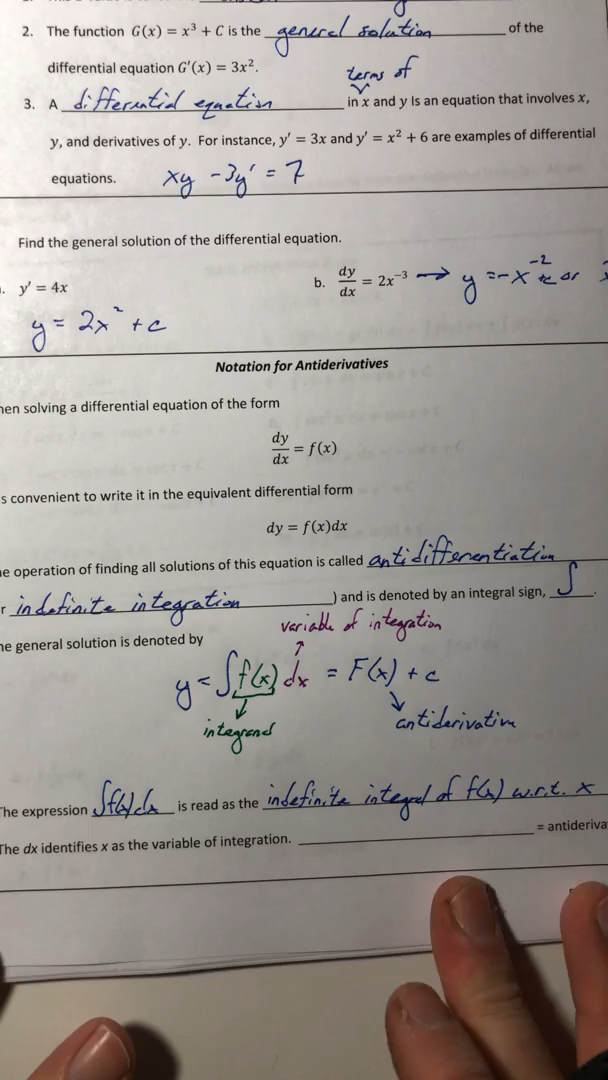 2. The function G(x) = x³ + C is the general solution of the
differential equation G′(x) = 3x².
terms of
3. A differential equation in x and y Is an equation that involves x,
y, and derivatives of y. For instance, y′ = 3x and y′ = x² + 6 are examples of differential
equations. xy - 3y' = 7
Find the general solution of the differential equation.
. y′ = 4x
b. dy/dx = 2x⁻³ → y = -x⁻² + c or
y = 2x² + c
Notation for Antiderivatives
hen solving a differential equation of the form
dy/dx = f(x)
s convenient to write it in the equivalent differential form
dy = f(x)dx
he operation of finding all solutions of this equation is called antidifferentiation
r indefinite integration ) and is denoted by an integral sign, ∫.
variable of integration
he general solution is denoted by
y = ∫f(x) dx = F(x) + c
integrand antiderivative
The expression ∫f(x)dx is read as the indefinite integral of f(x) w.r.t. x
The dx identifies x as the variable of integration. = antideriva